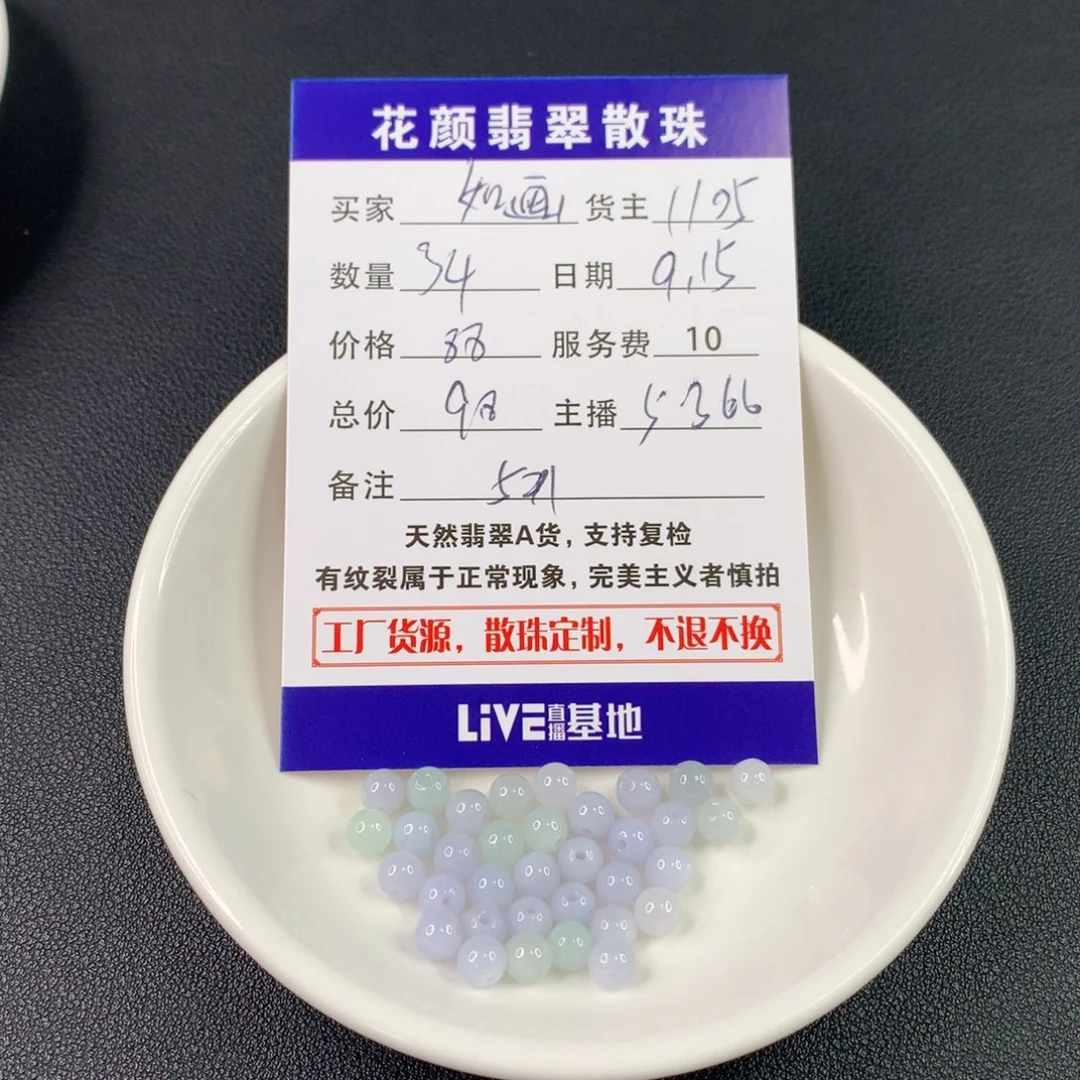 花颜翡翠散珠
买家 如画 货主 1105
数量 34 日期 9.15
价格 88 服务费 10
总价 98 主播 5366
备注
天然翡翠A货，支持复检
有纹裂属于正常现象，完美主义者慎拍
工厂货源，散珠定制，不退不换
LiVE直播基地